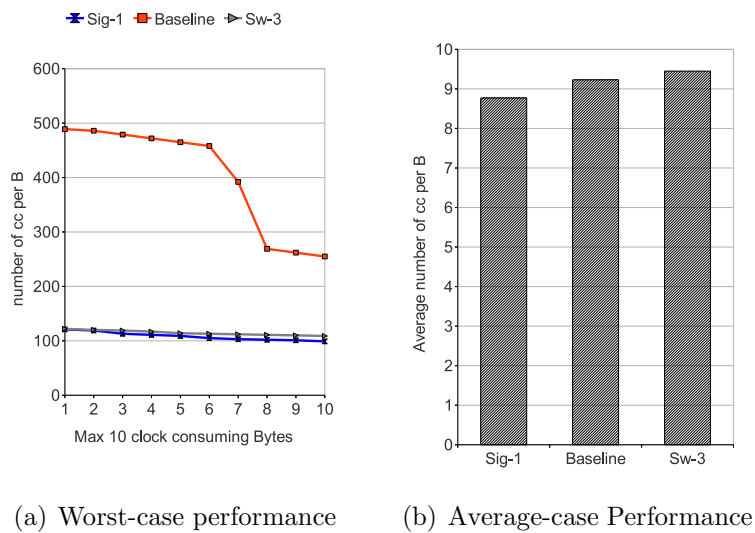 Sig-1 Baseline Sw-3
600
500
400
300
200
100
0
number of cc per B
1 2 3 4 5 6 7 8 9 10
Max 10 clock consuming Bytes
(a) Worst-case performance
10
9
8
7
6
5
4
3
2
1
0
Average number of cc per B
Sig-1 Baseline Sw-3
(b) Average-case Performance